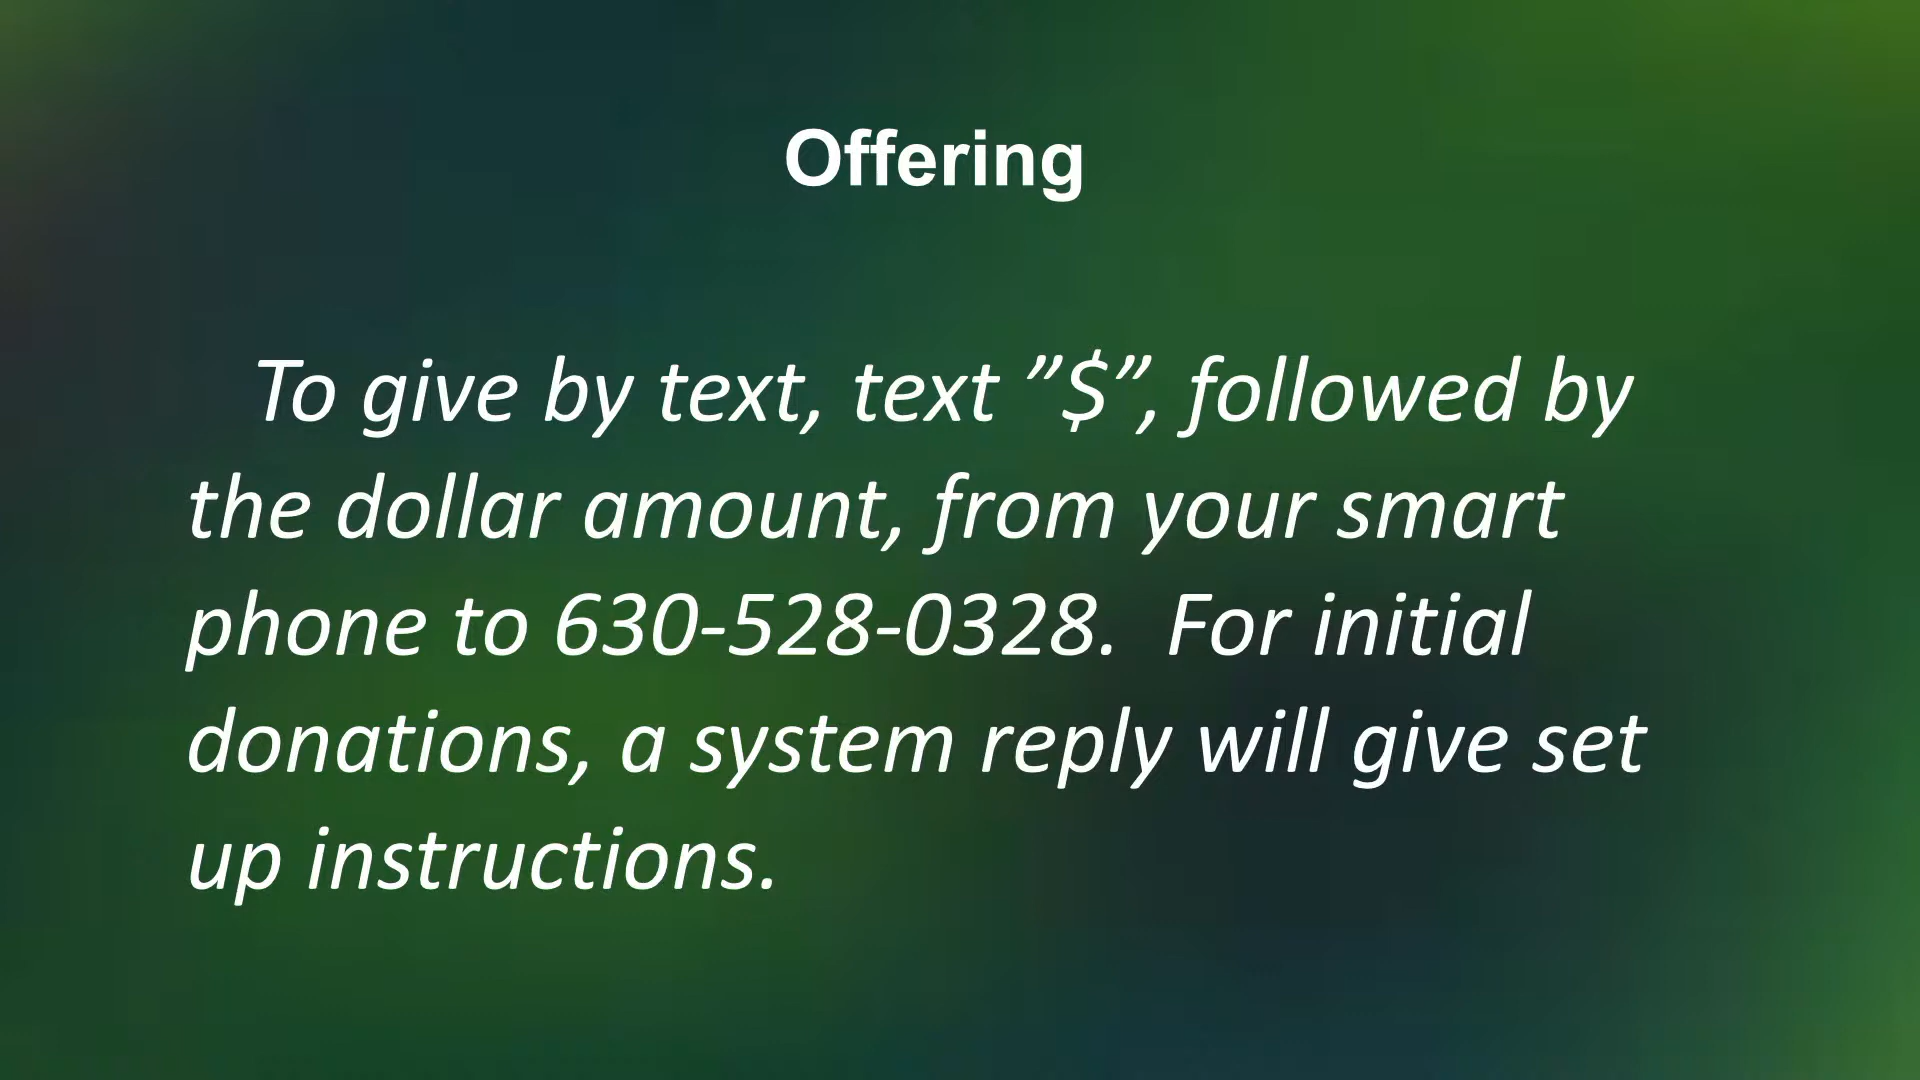 Offering
To give by text, text ”$”, followed by
the dollar amount, from your smart
phone to 630-528-0328.  For initial
donations, a system reply will give set
up instructions.